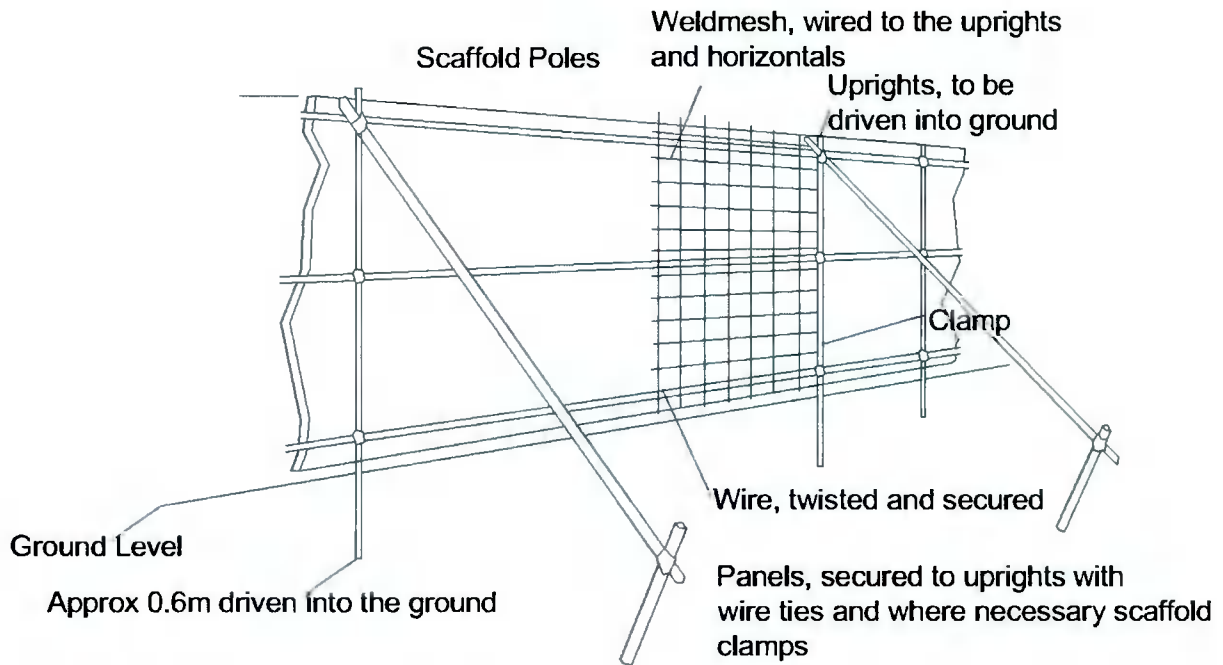 Weldmesh, wired to the uprights
and horizontals
Scaffold Poles
Uprights, to be
driven into ground
Clamp
Wire, twisted and secured
Ground Level
Approx 0.6m driven into the ground
Panels, secured to uprights with
wire ties and where necessary scaffold
clamps